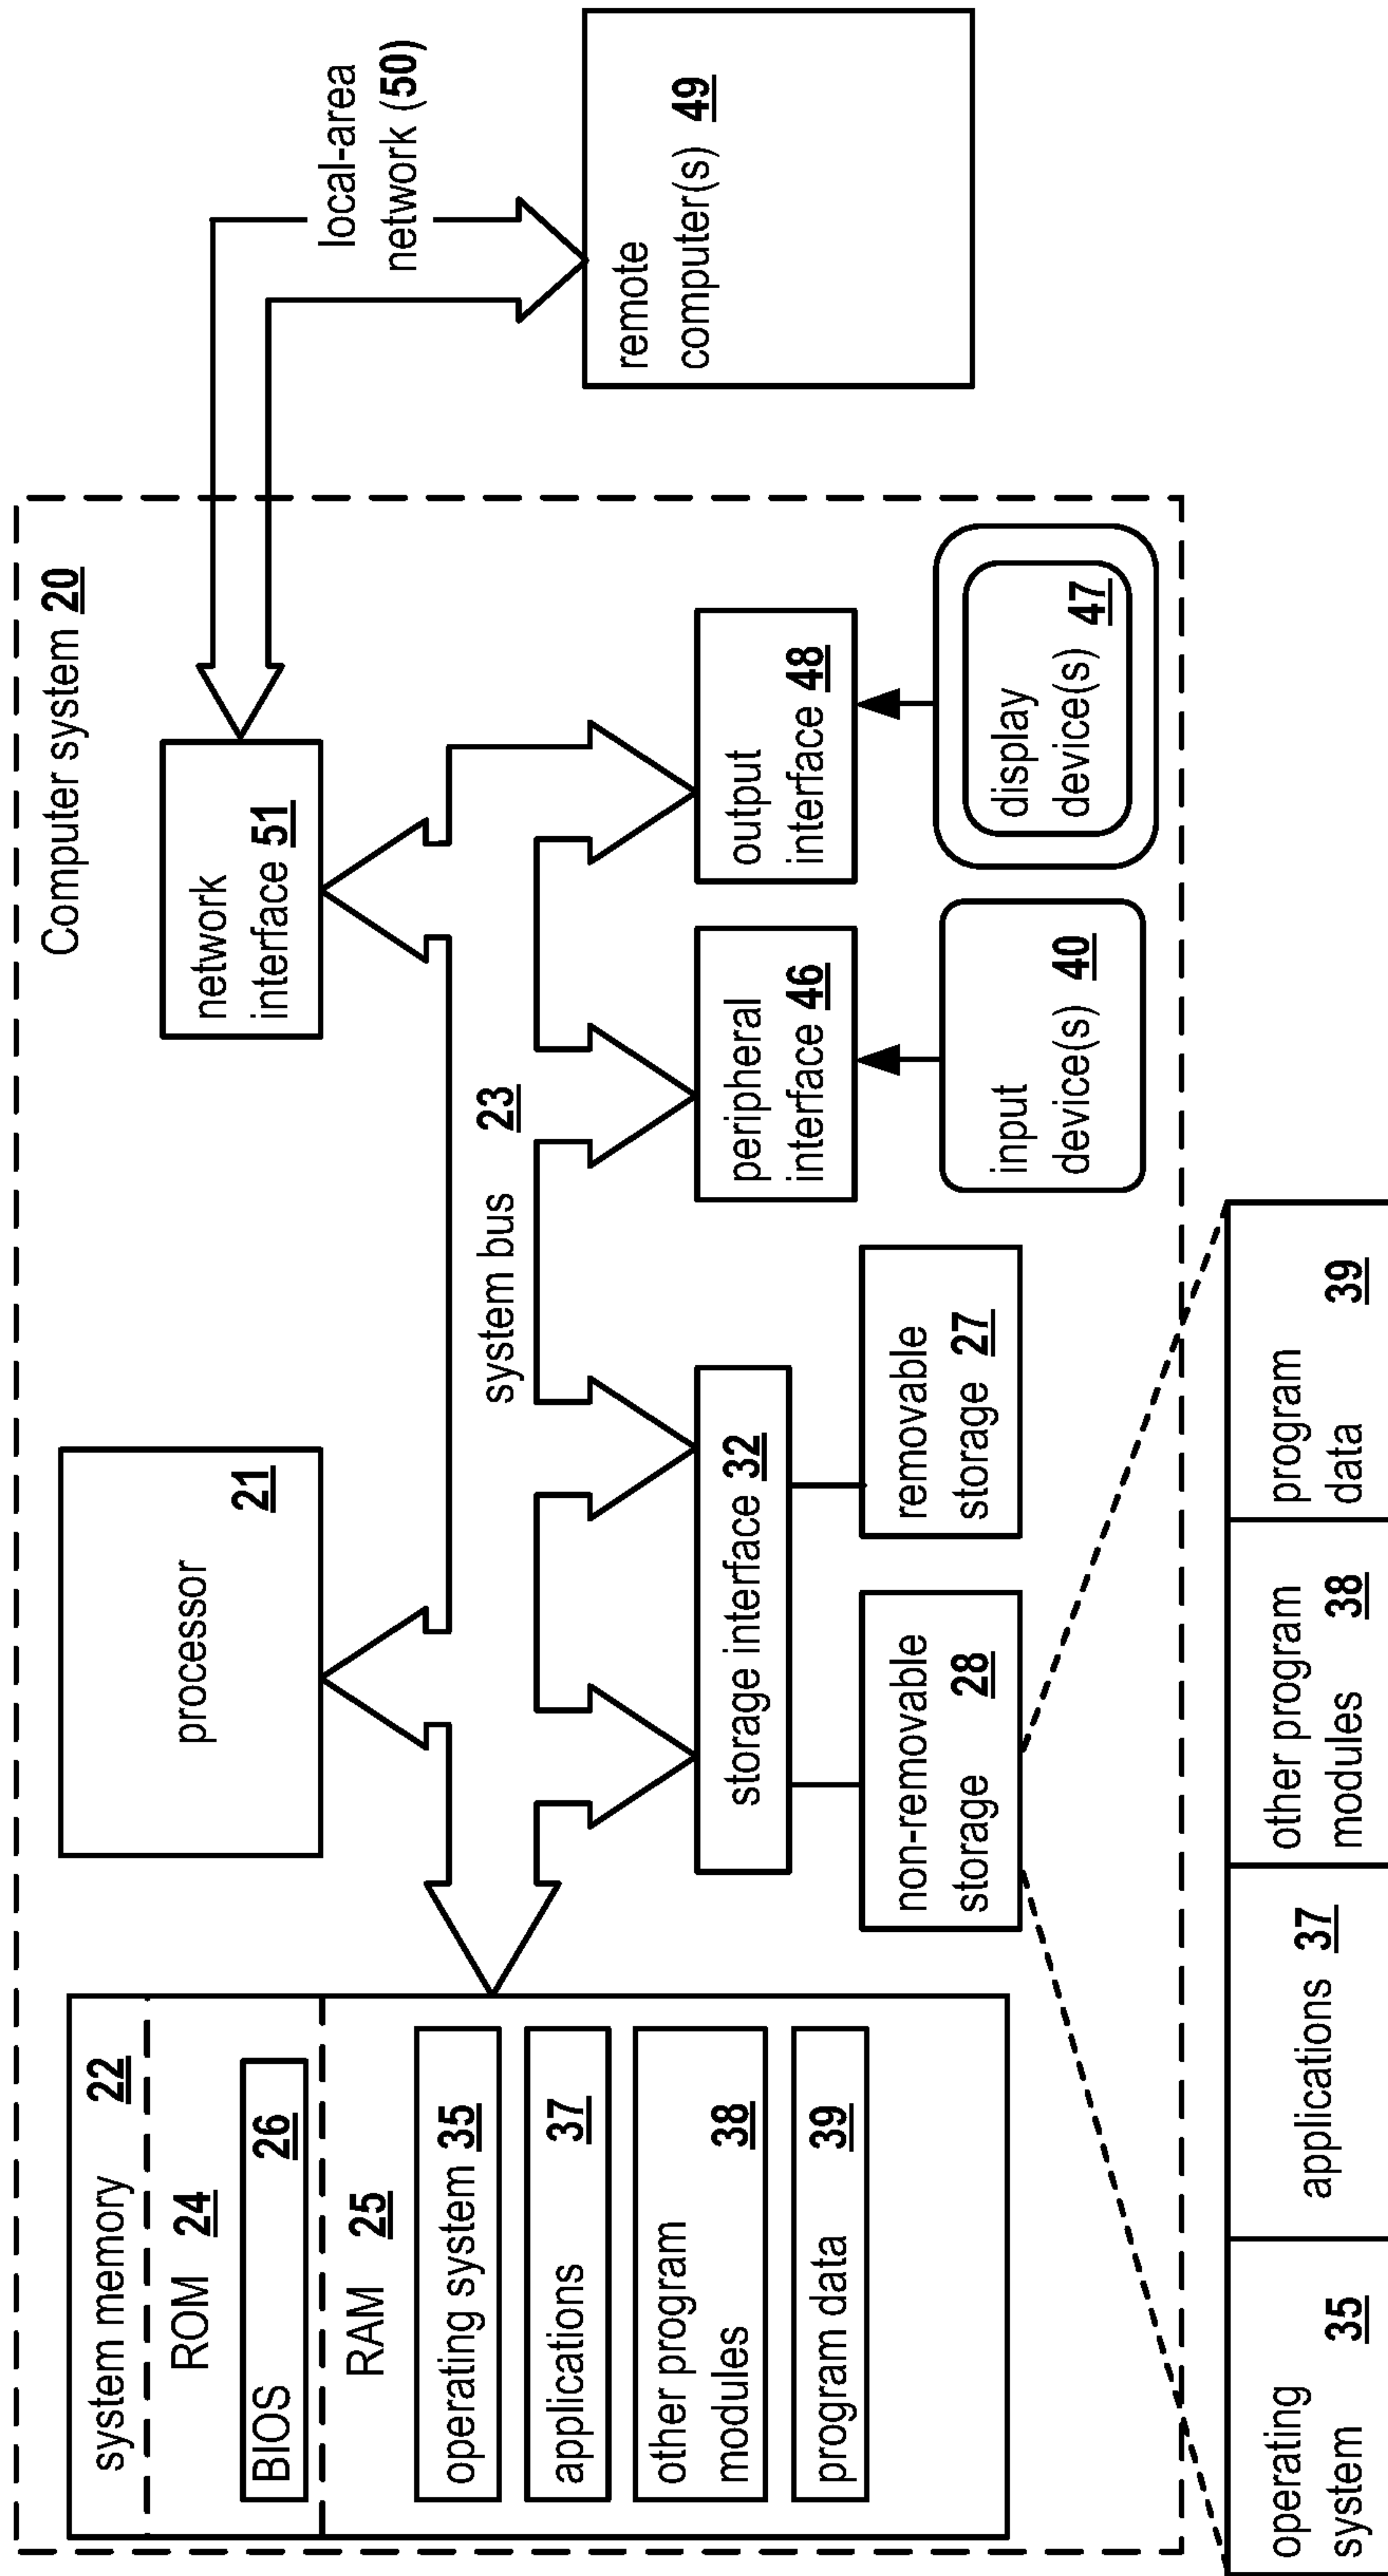 Computer system 20
system memory 22
ROM 24
BIOS 26
RAM 25
operating system 35
applications 37
other program
modules 38
program data 39
processor 21
network
interface 51
local-area
network (50)
system bus 23
storage interface 32
non-removable
storage 28
removable
storage 27
peripheral
interface 46
output
interface 48
input
device(s) 40
display
device(s) 47
remote
computer(s) 49
operating
system 35
applications 37
other program
modules 38
program
data 39